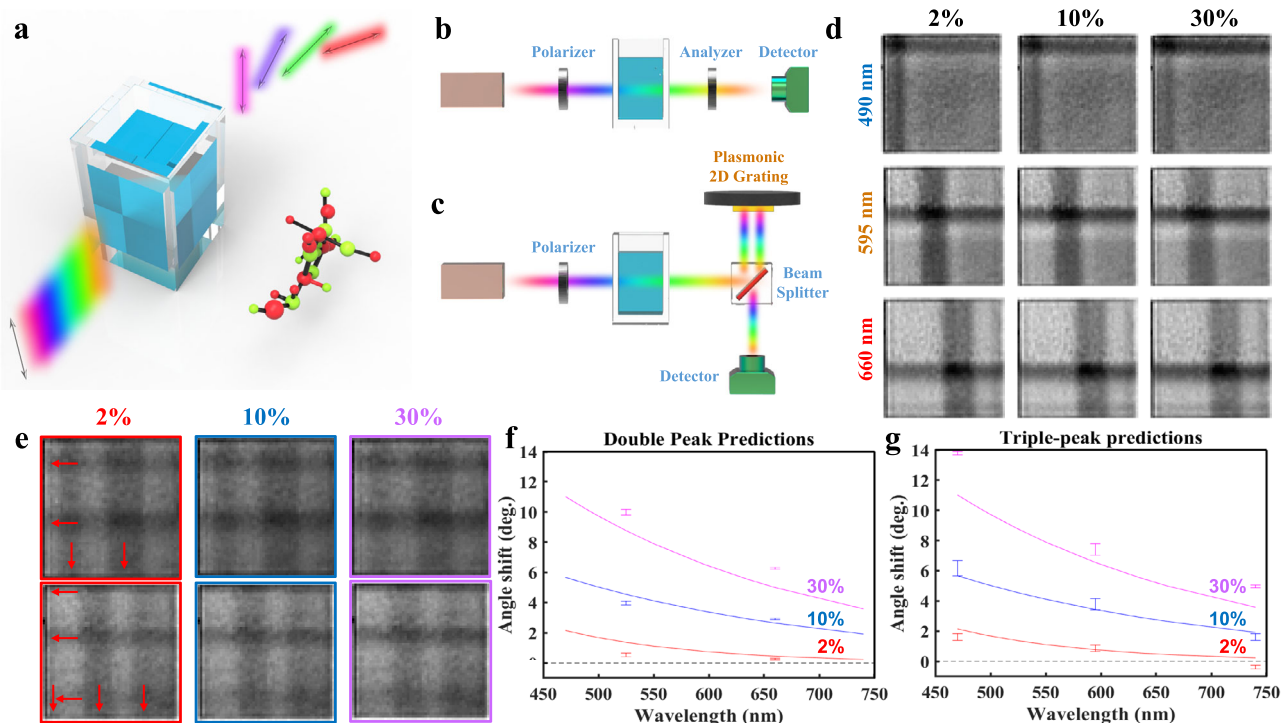 a
b
Polarizer
Analyzer
Detector
c
Plasmonic
2D Grating
Polarizer
Beam
Splitter
Detector
d
2%
10%
30%
490 nm
595 nm
660 nm
e
2%
10%
30%
f
Double Peak Predictions
Angle shift (deg.)
14
12
10
8
6
4
2
0
30%
10%
2%
450
500
550
600
650
700
750
Wavelength (nm)
g
Triple-peak predictions
Angle shift (deg.)
14
12
10
8
6
4
2
0
30%
10%
2%
450
500
550
600
650
700
750
Wavelength (nm)